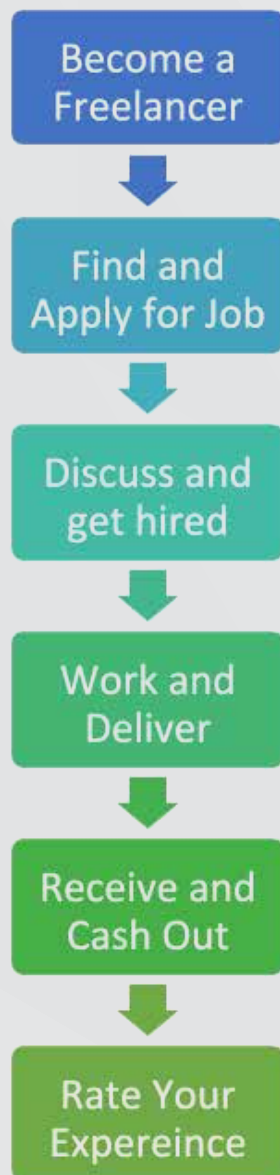 Become a
Freelancer
Find and
Apply for Job
Discuss and
get hired
Work and
Deliver
Receive and
Cash Out
Rate Your
Expereince